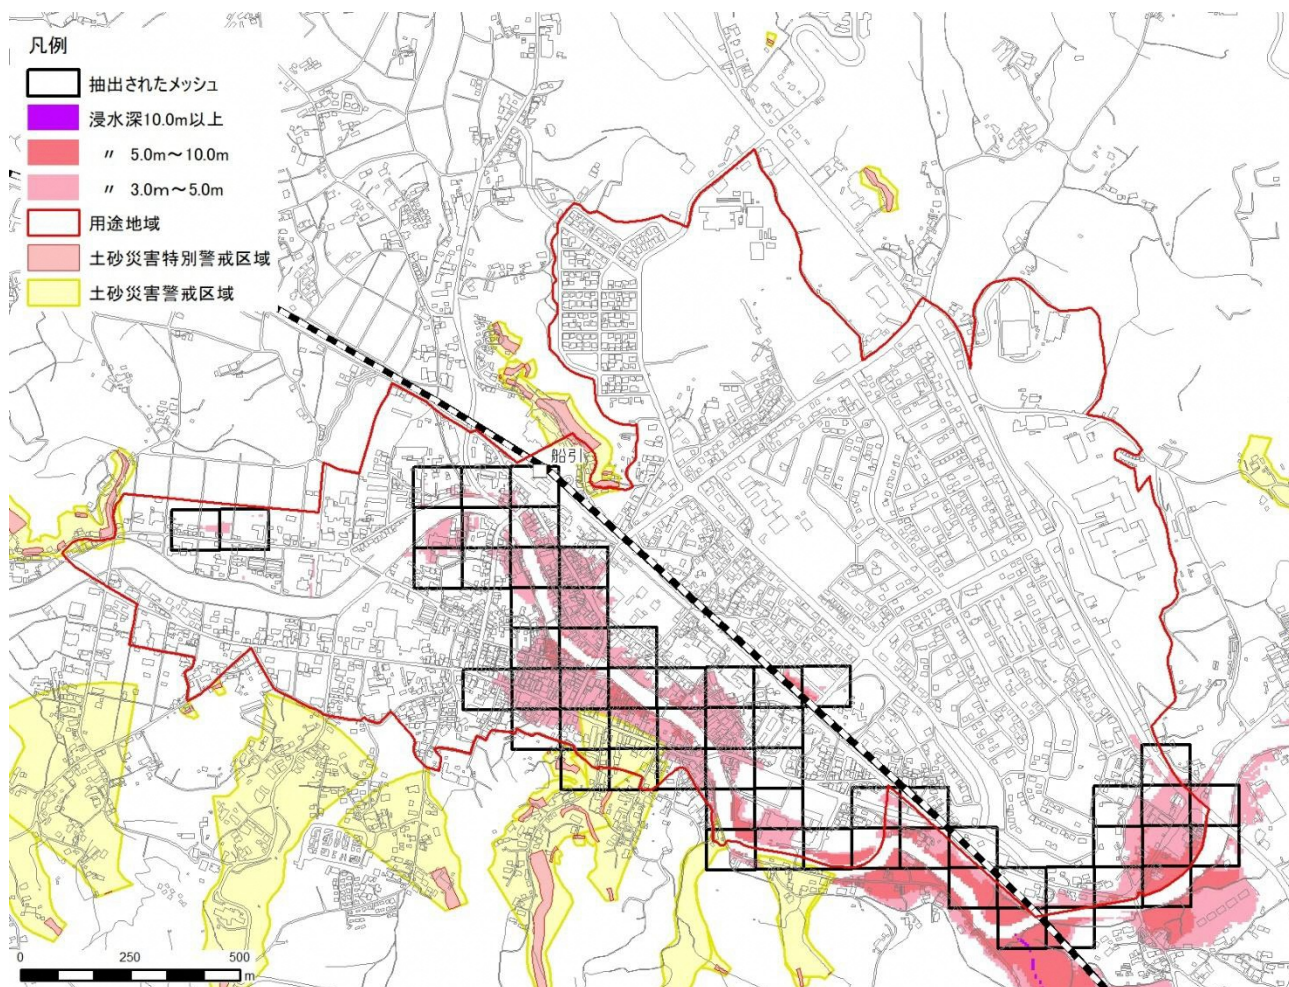 凡例
抽出されたメッシュ
浸水深10.0m以上
〃 5.0m～10.0m
〃 3.0m～5.0m
用途地域
土砂災害特別警戒区域
土砂災害警戒区域
船引
0 250 500
m